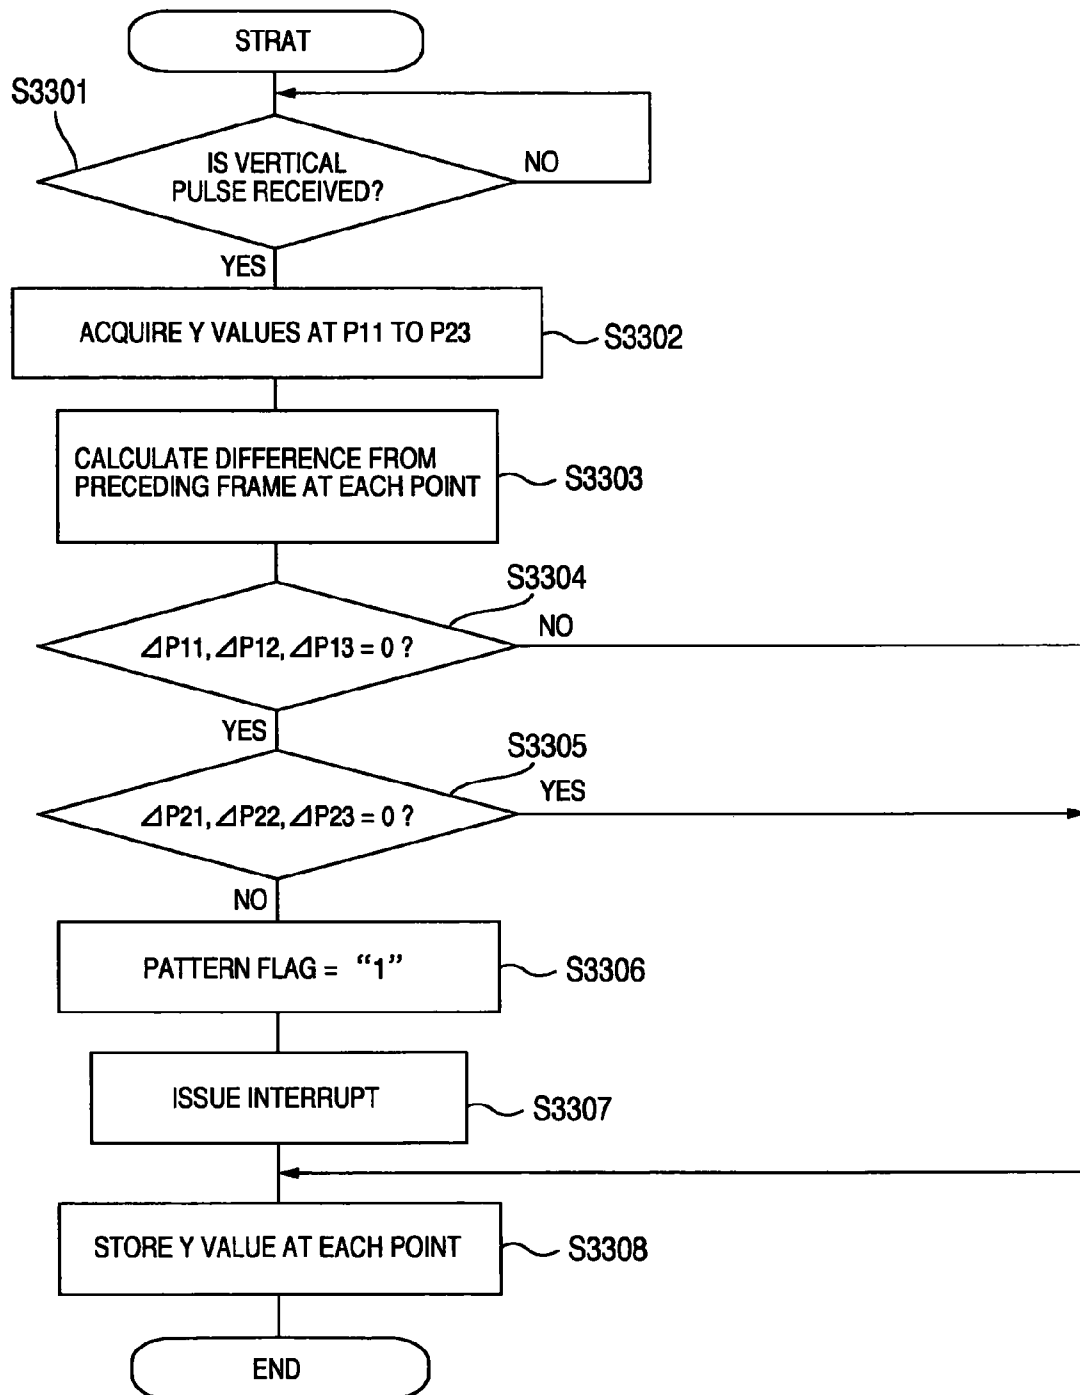 STRAT
S3301
IS VERTICAL
PULSE RECEIVED?
NO
YES
ACQUIRE Y VALUES AT P11 TO P23
S3302
CALCULATE DIFFERENCE FROM
PRECEDING FRAME AT EACH POINT
S3303
S3304
⊿P11, ⊿P12, ⊿P13 = 0 ?
NO
YES
S3305
⊿P21, ⊿P22, ⊿P23 = 0 ?
YES
NO
PATTERN FLAG = “1”
S3306
ISSUE INTERRUPT
S3307
STORE Y VALUE AT EACH POINT
S3308
END